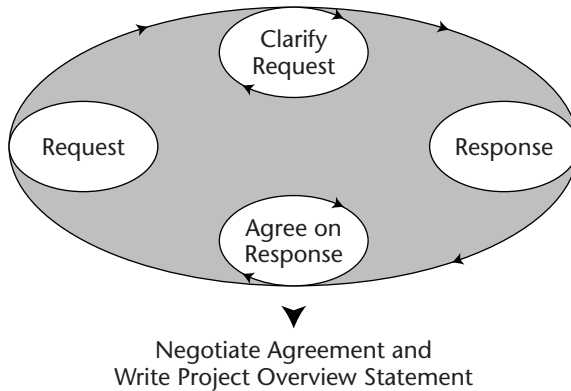 Clarify
Request
Request
Response
Agree on
Response
Negotiate Agreement and
Write Project Overview Statement